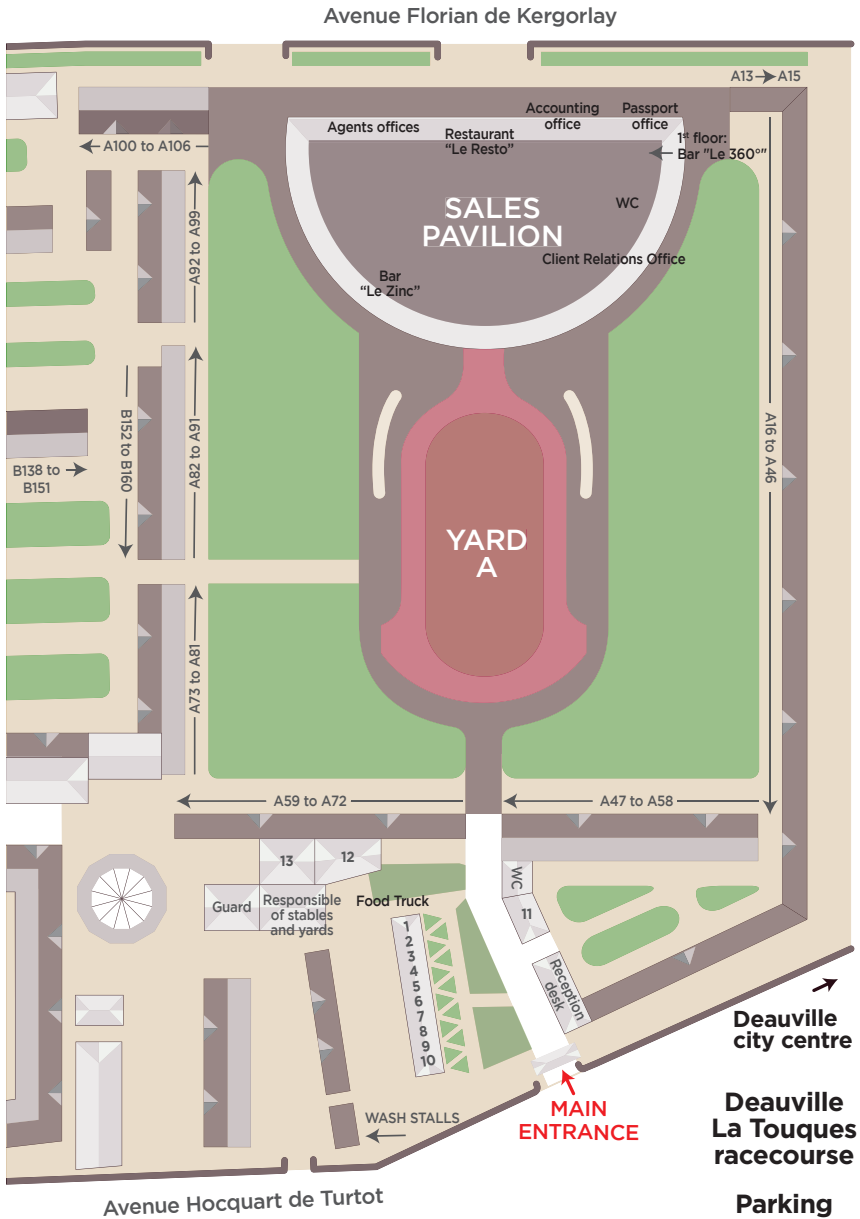 Avenue Florian de Kergorlay
A13 → A15
Agents offices
Restaurant
“Le Resto”
Accounting
office
Passport
office
1st floor:
Bar "Le 360°"
A100 to A106
SALES
PAVILION
WC
Client Relations Office
Bar
“Le Zinc”
A92 to A99
A82 to A91
B152 to B160
B138 to
B151
A16 to A46
YARD
A
A73 to A81
A59 to A72
A47 to A58
13
12
WC
11
Guard
Responsible
of stables
and yards
Food Truck
1
2
3
4
5
6
7
8
9
10
Reception
desk
Deauville
city centre
MAIN
ENTRANCE
WASH STALLS
Deauville
La Touques
racecourse
Avenue Hocquart de Turtot
Parking